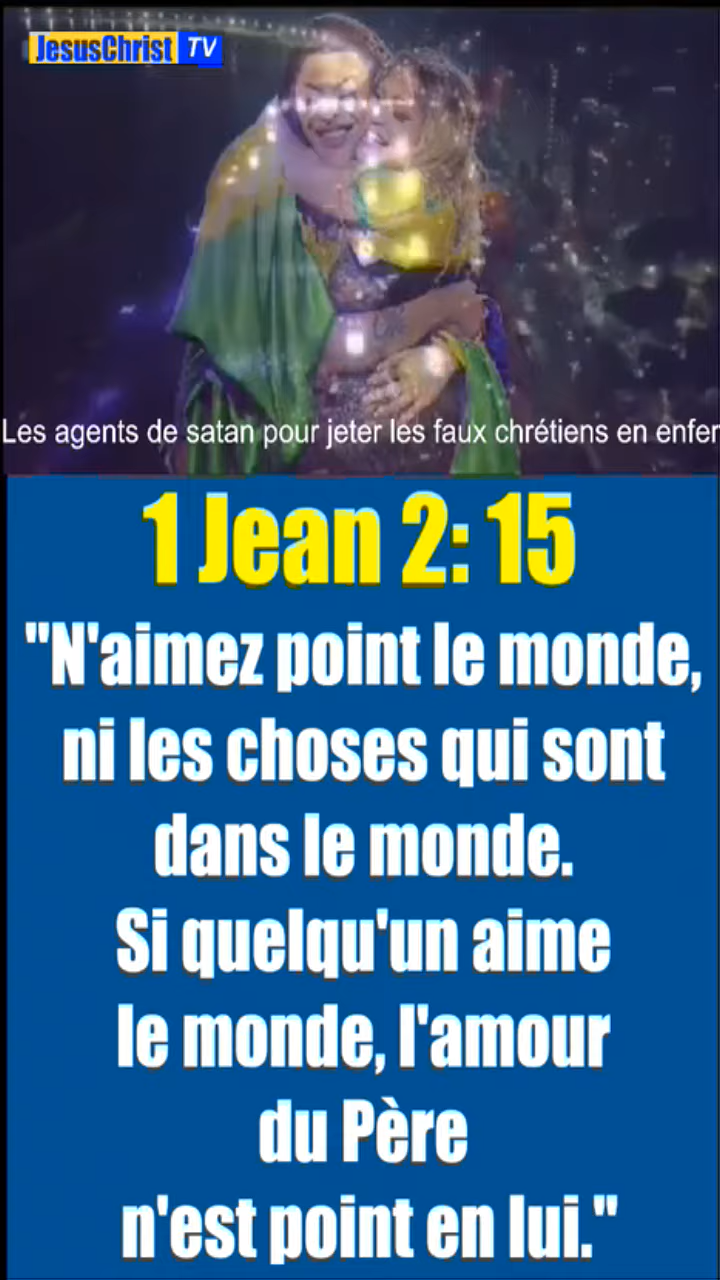 JesusChrist TV
Les agents de satan pour jeter les faux chrétiens en enfer
1 Jean 2: 15
"N'aimez point le monde,
ni les choses qui sont
dans le monde.
Si quelqu'un aime
le monde, l'amour
du Père
n'est point en lui."